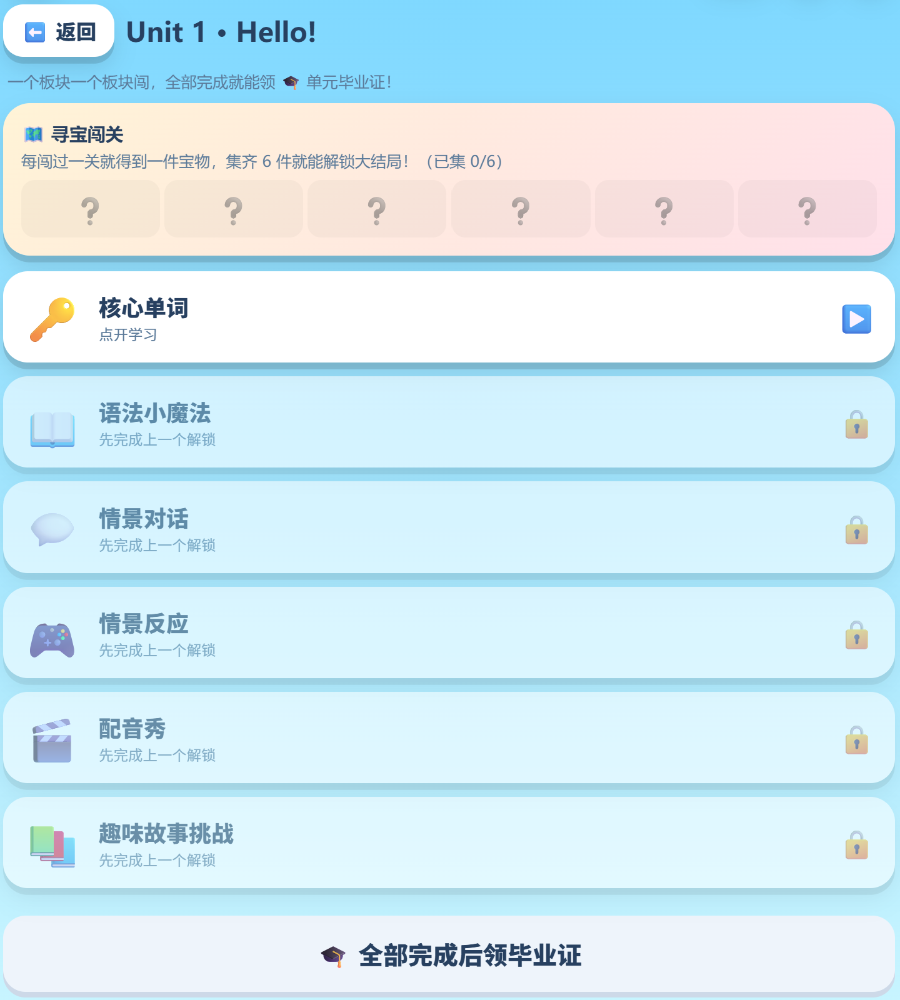 返回
Unit 1 • Hello!
一个板块一个板块闯，全部完成就能领 🎓 单元毕业证！
寻宝闯关
每闯过一关就得到一件宝物，集齐 6 件就能解锁大结局！（已集 0/6）
❓ ❓ ❓ ❓ ❓ ❓
核心单词
点开学习
语法小魔法
先完成上一个解锁
情景对话
先完成上一个解锁
情景反应
先完成上一个解锁
配音秀
先完成上一个解锁
趣味故事挑战
先完成上一个解锁
全部完成后领毕业证